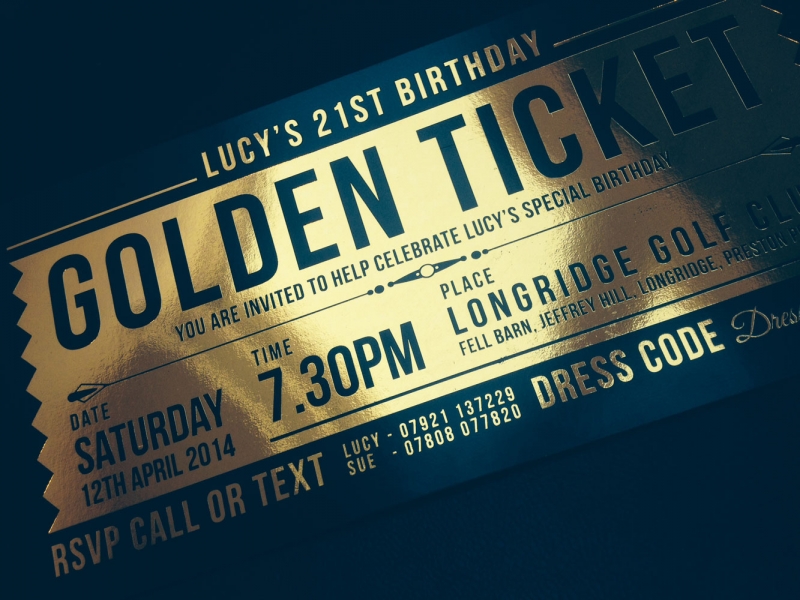 LUCY'S 21ST BIRTHDAY
GOLDEN TICKET
YOU ARE INVITED TO HELP CELEBRATE LUCY'S SPECIAL BIRTHDAY
DATE
SATURDAY
12TH APRIL 2014
TIME
7.30PM
PLACE
LONGRIDGE GOLF CLU
FELL BARN, JEFFREY HILL, LONGRIDGE, PRESTON
RSVP CALL OR TEXT
LUCY - 07921 137229
SUE - 07808 077820
DRESS CODE